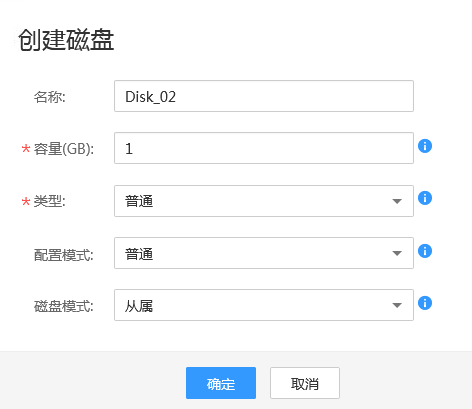 创建磁盘
名称: Disk_02
* 容量(GB): 1
* 类型: 普通
配置模式: 普通
磁盘模式: 从属
确定 取消